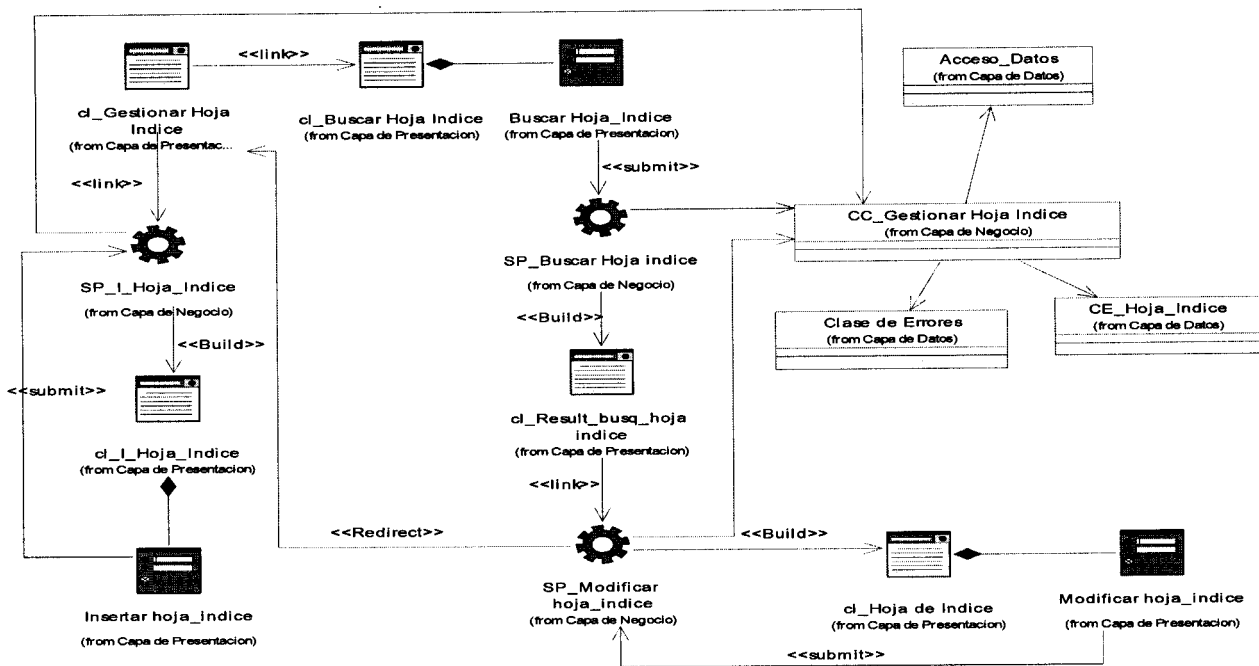 <<link>>
Acceso_Datos
(from Capa de Datos)
cl_Gestionar Hoja
Indice
(from Capa de Presentac...
cl_Buscar Hoja Indice
(from Capa de Presentacion)
Buscar Hoja_Indice
(from Capa de Presentacion)
<<link>>
<<submit>>
CC_Gestionar Hoja Indice
(from Capa de Negocio)
SP_I_Hoja_Indice
(from Capa de Negocio)
SP_Buscar Hoja indice
(from Capa de Negocio)
<<Build>>
<<Build>>
Clase de Errores
(from Capa de Datos)
CE_Hoja_Indice
(from Capa de Datos)
<<submit>>
cl_I_Hoja_Indice
(from Capa de Presentacion)
cl_Result_busq_hoja
indice
(from Capa de Presentacion)
<<link>>
<<Redirect>>
<<Build>>
Insertar hoja_indice
(from Capa de Presentacion)
SP_Modificar
hoja_indice
(from Capa de Negocio)
cl_Hoja de Indice
(from Capa de Presentacion)
Modificar hoja_indice
(from Capa de Presentacion)
<<submit>>